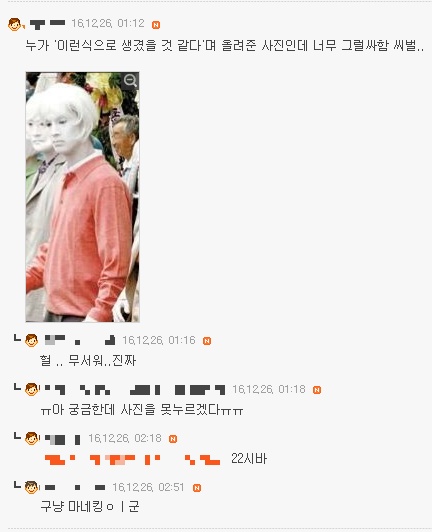 16,12,26, 01:12 N
누가 '이런식으로 생겼을 것 같다'며 올려준 사진인데 너무 그럴싸함 씨벌..
16,12,26, 01:16 N
헐 .. 무서워..진짜
16,12,26, 01:18 N
ㅠ아 궁금한데 사진을 못누르겠다ㅠㅠ
16,12,26, 02:18 N
22시바
16,12,26, 02:51 N
구냥 마네킹ㅇㅣ군